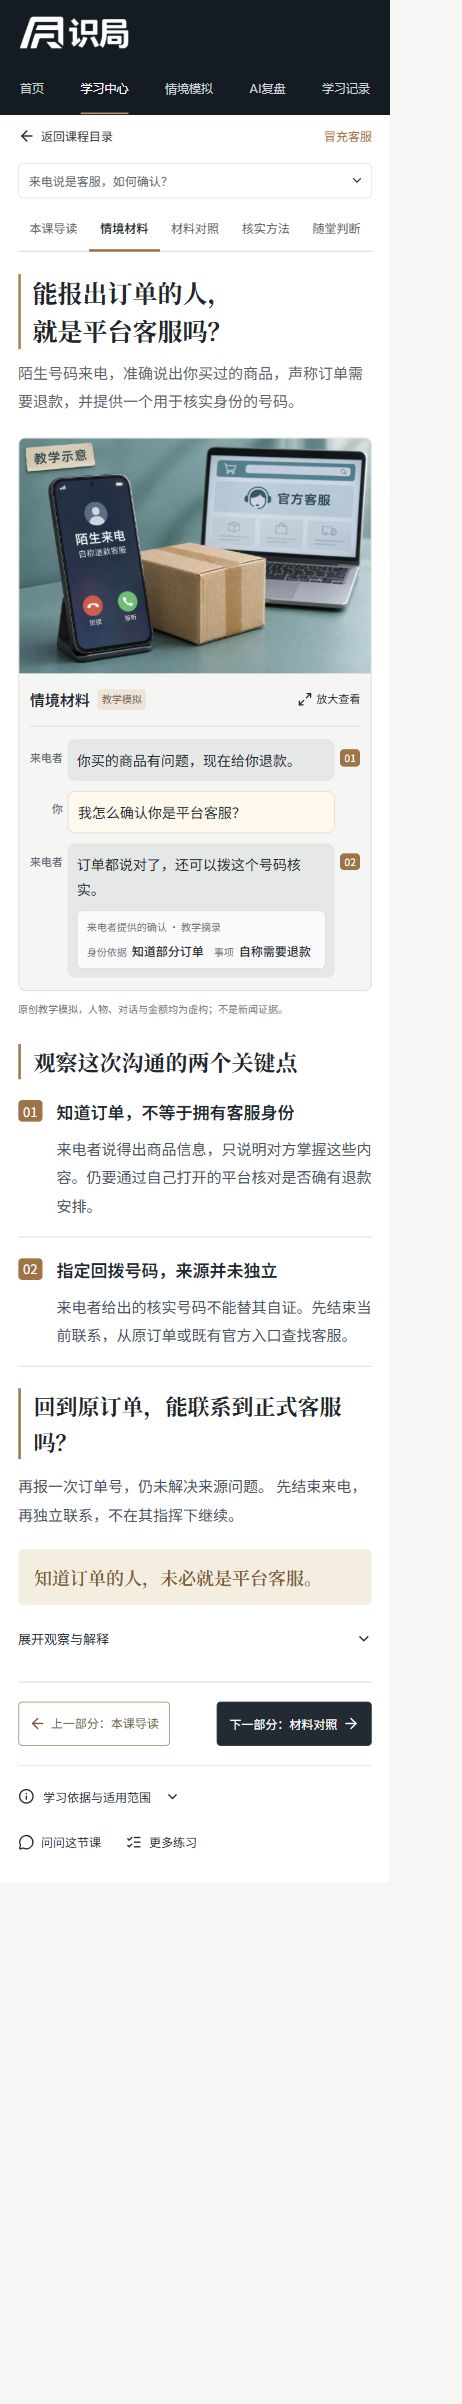 识局
首页 学习中心 情境模拟 AI复盘 学习记录
返回课程目录 冒充客服
来电说是客服，如何确认？
本课导读 情境材料 材料对照 核实方法 随堂判断
能报出订单的人，
就是平台客服吗？
陌生号码来电，准确说出你买过的商品，声称订单需
要退款，并提供一个用于核实身份的号码。
教学示意
陌生来电
自称退款客服
拒接 接听
官方客服
情境材料 教学模拟 放大查看
来电者 你买的商品有问题，现在给你退款。 01
你 我怎么确认你是平台客服？
来电者 订单都说对了，还可以拨这个号码核 02
实。
来电者提供的确认 · 教学摘录
身份依据 知道部分订单 事项 自称需要退款
原创教学模拟，人物、对话与金额均为虚构；不是新闻证据。
观察这次沟通的两个关键点
01 知道订单，不等于拥有客服身份
来电者说得出商品信息，只说明对方掌握这些内
容。仍要通过自己打开的平台核对是否确有退款
安排。
02 指定回拨号码，来源并未独立
来电者给出的核实号码不能替其自证。先结束当
前联系，从原订单或既有官方入口查找客服。
回到原订单，能联系到正式客服
吗？
再报一次订单号，仍未解决来源问题。 先结束来电，
再独立联系，不在其指挥下继续。
知道订单的人，未必就是平台客服。
展开观察与解释
上一部分：本课导读 下一部分：材料对照
学习依据与适用范围
问问这节课 更多练习